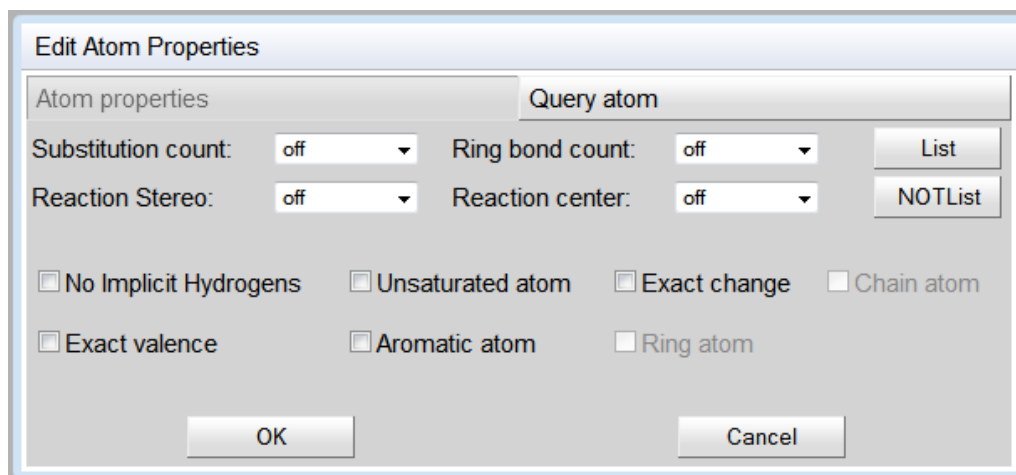 Edit Atom Properties
Atom properties Query atom
Substitution count: off Ring bond count: off List
Reaction Stereo: off Reaction center: off NOTList
No Implicit Hydrogens Unsaturated atom Exact change Chain atom
Exact valence Aromatic atom Ring atom
OK Cancel